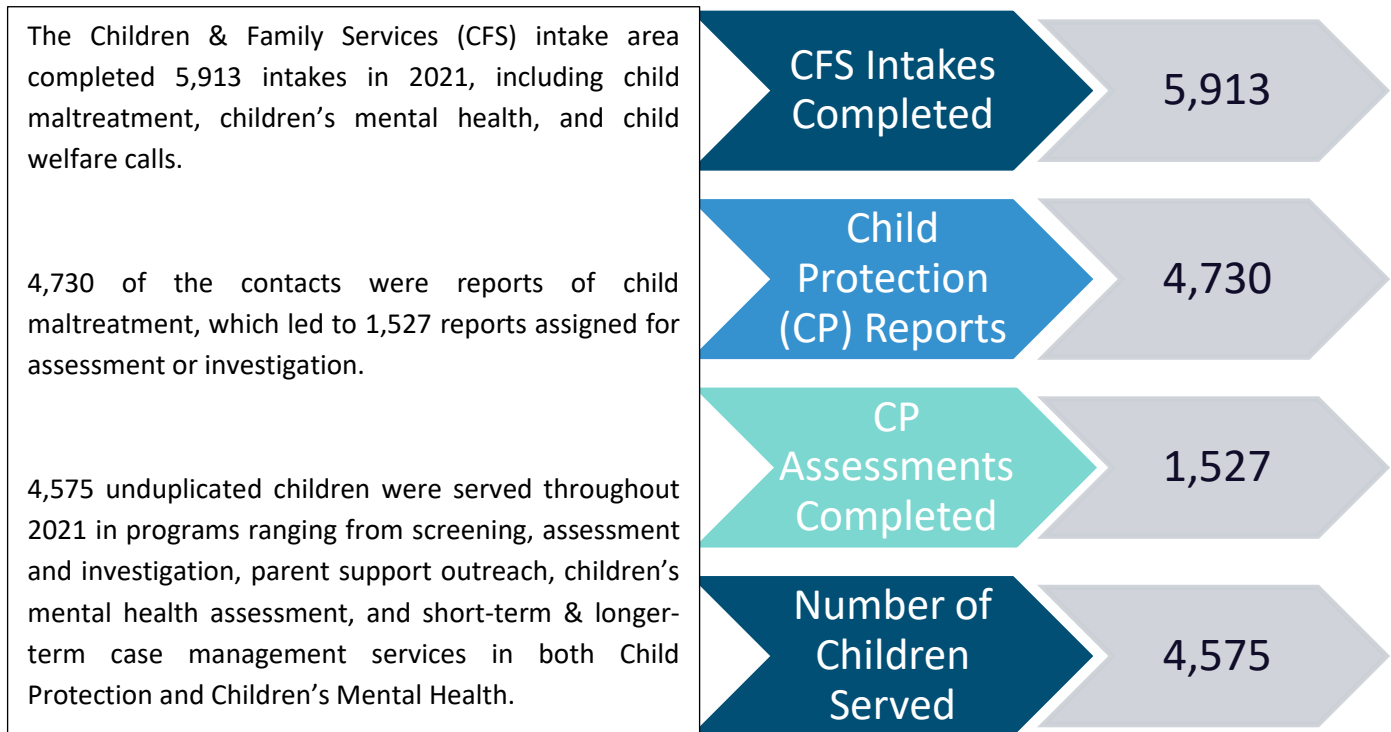 The Children & Family Services (CFS) intake area
completed 5,913 intakes in 2021, including child
maltreatment, children’s mental health, and child
welfare calls.
4,730 of the contacts were reports of child
maltreatment, which led to 1,527 reports assigned for
assessment or investigation.
4,575 unduplicated children were served throughout
2021 in programs ranging from screening, assessment
and investigation, parent support outreach, children’s
mental health assessment, and short-term & longer-
term case management services in both Child
Protection and Children’s Mental Health.
CFS Intakes
Completed
5,913
Child
Protection
(CP) Reports
4,730
CP
Assessments
Completed
1,527
Number of
Children
Served
4,575